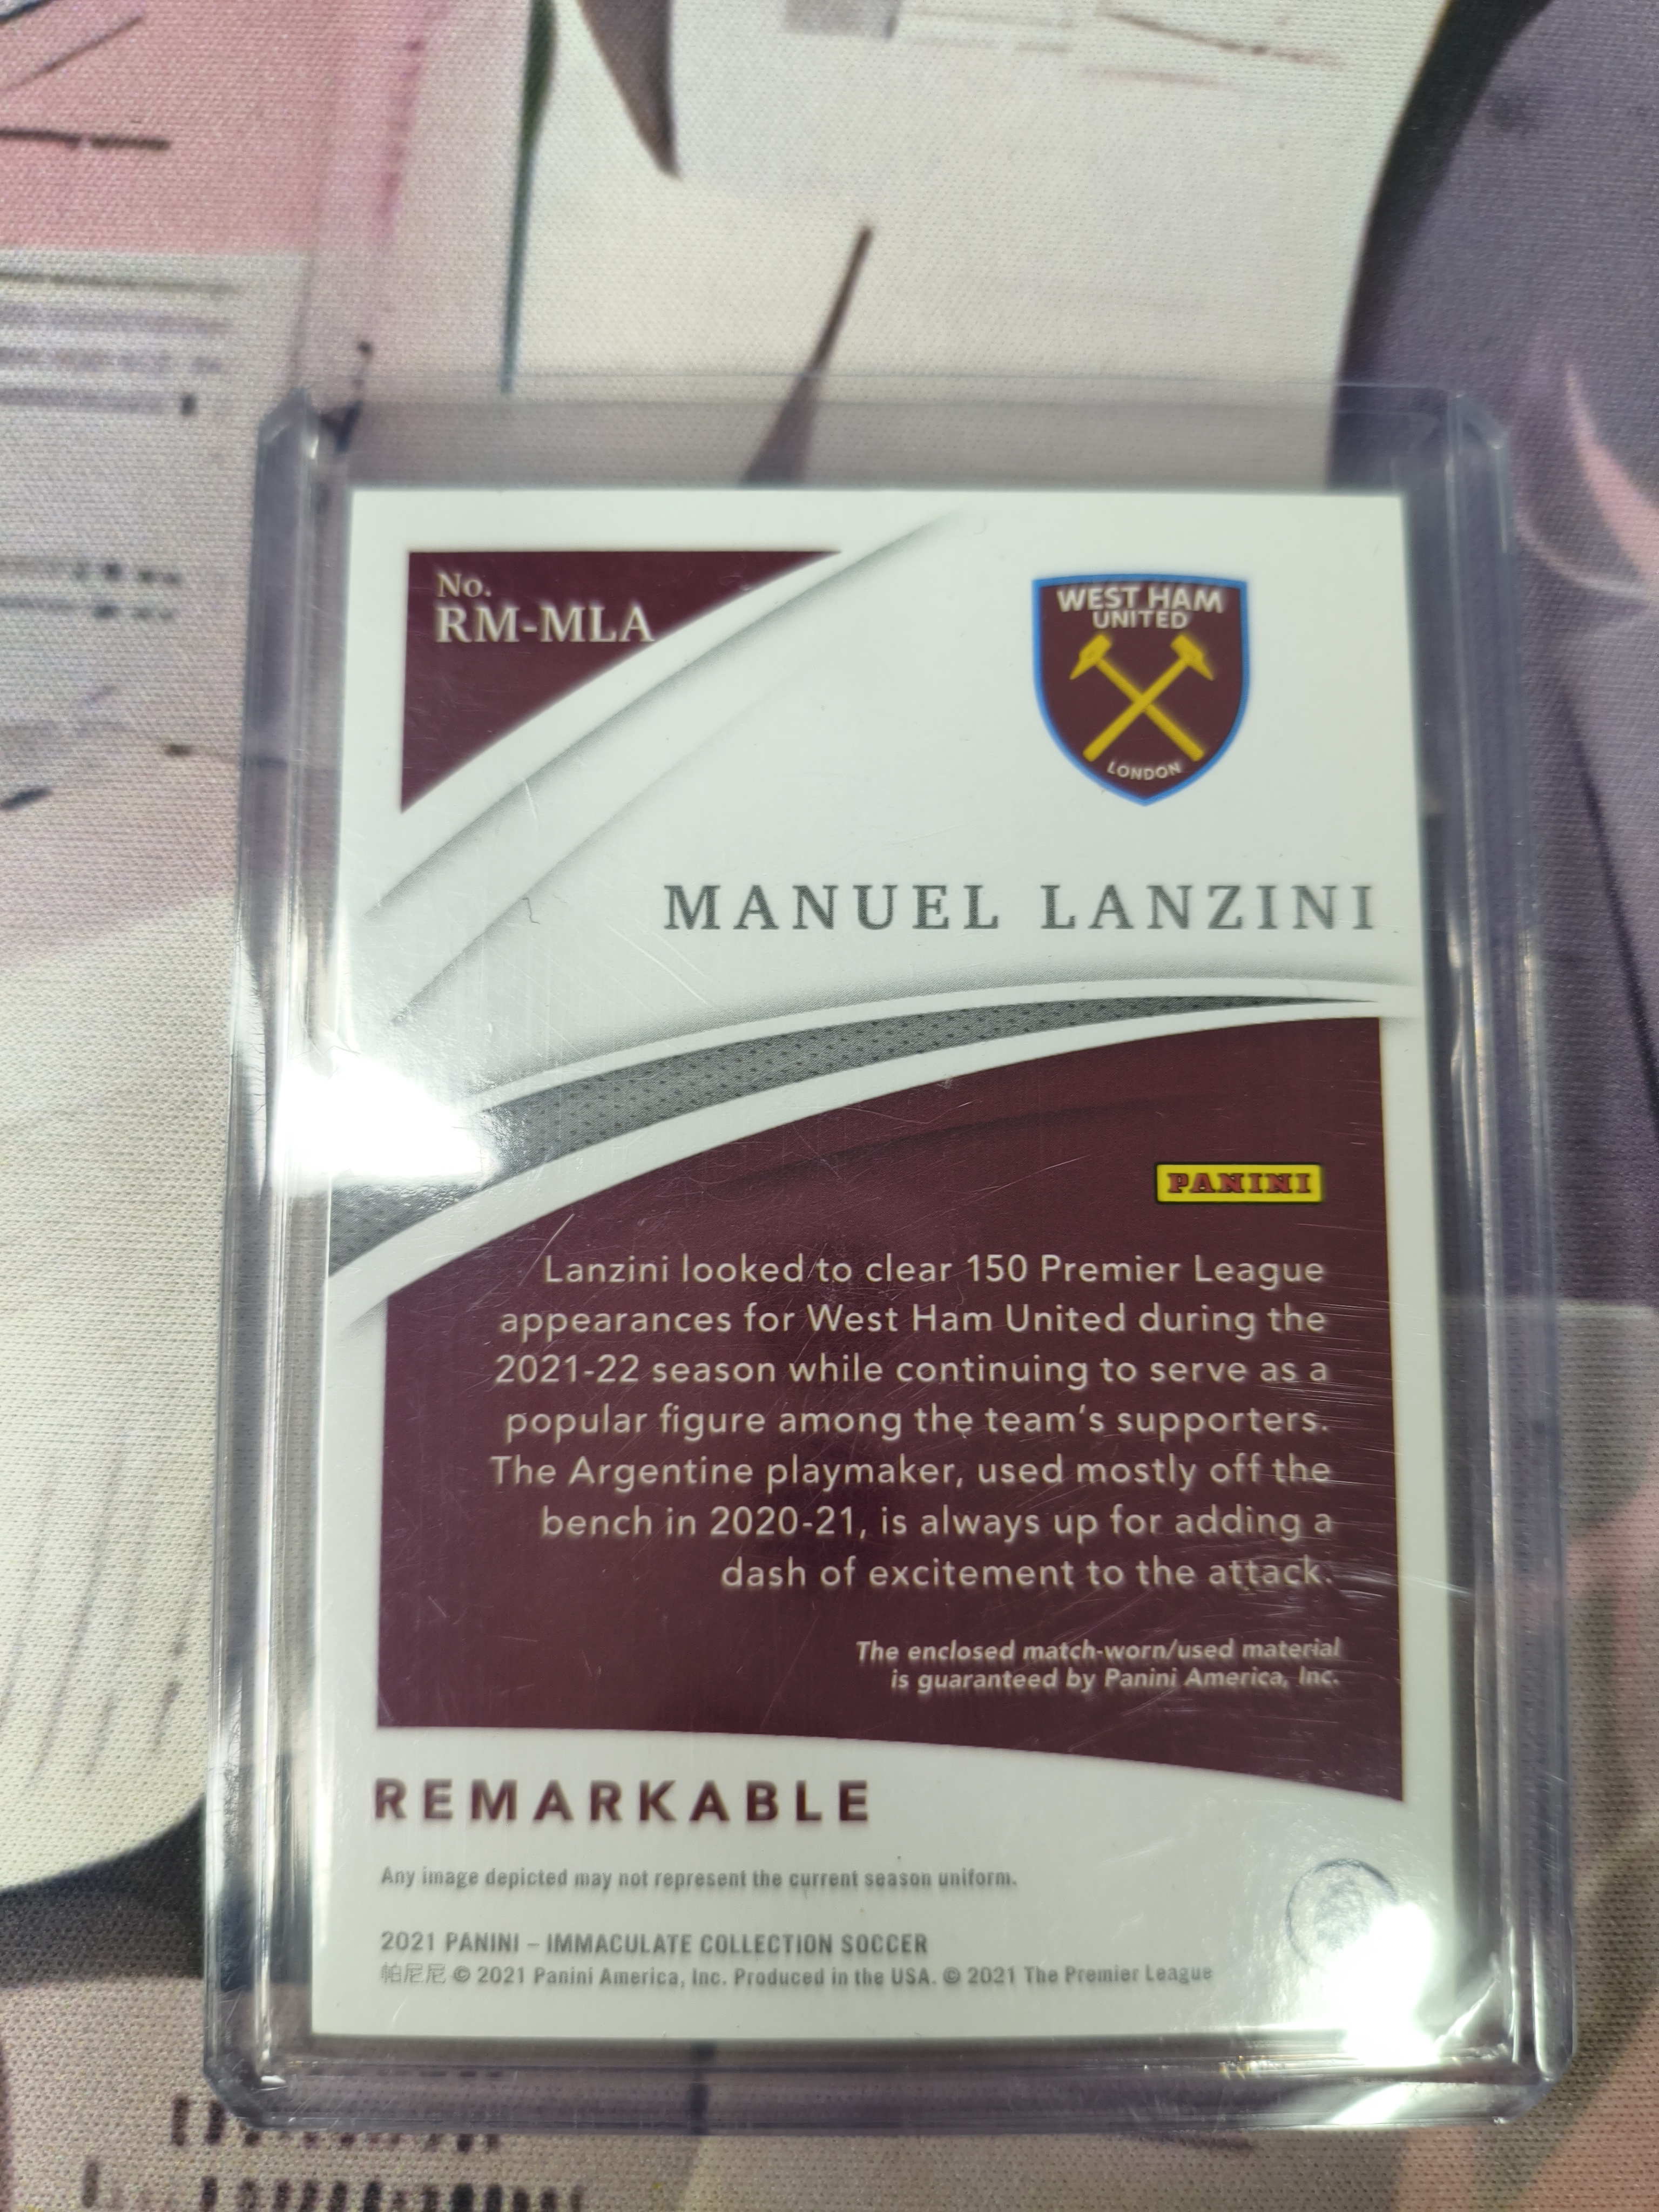 No.
RM-MLA
WEST HAM
UNITED
LONDON
MANUEL LANZINI
PANINI
Lanzini looked to clear 150 Premier League
appearances for West Ham United during the
2021-22 season while continuing to serve as a
popular figure among the team's supporters.
The Argentine playmaker, used mostly off the
bench in 2020-21, is always up for adding a
dash of excitement to the attack.
The enclosed match-worn/used material
is guaranteed by Panini America, Inc.
REMARKABLE
Any image depicted may not represent the current season uniform.
2021 PANINI – IMMACULATE COLLECTION SOCCER
帕尼尼 © 2021 Panini America, Inc. Produced in the USA. © 2021 The Premier League